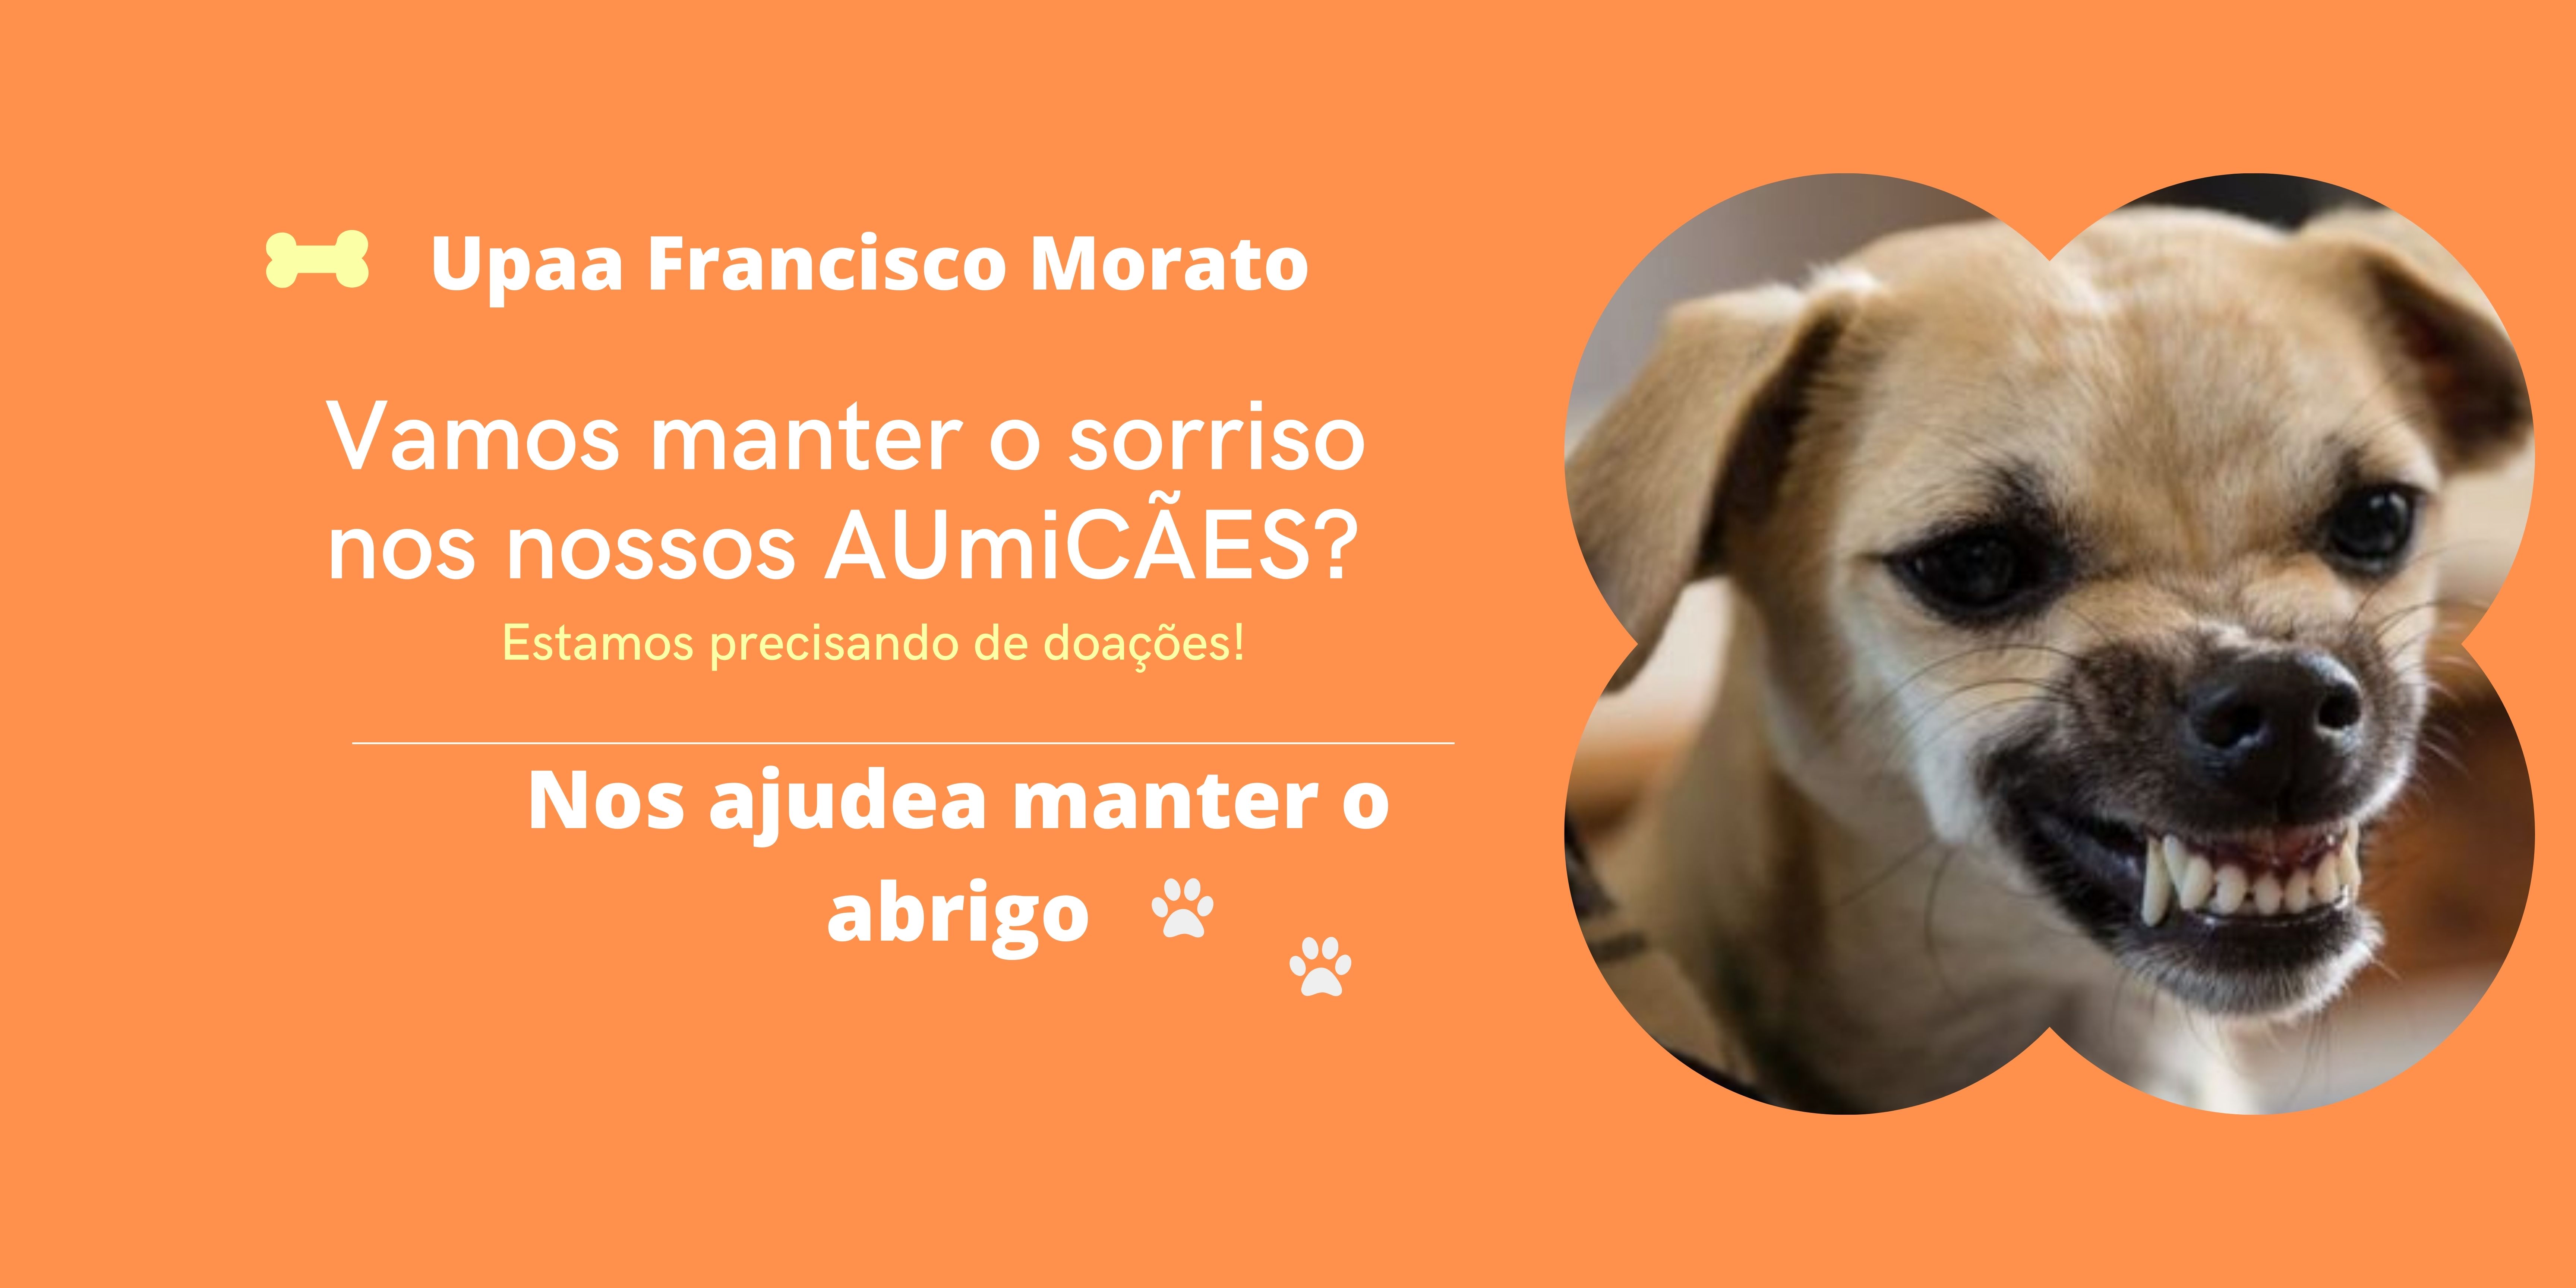 Upaa Francisco Morato
Vamos manter o sorriso
nos nossos AUmiCÃES?
Estamos precisando de doações!
Nos ajudea manter o
abrigo